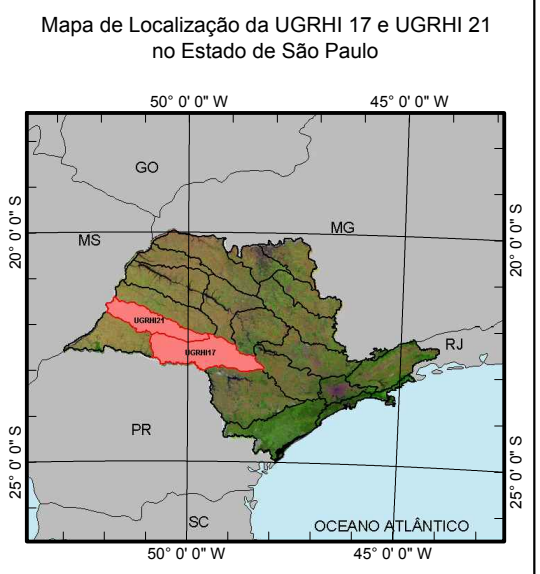 Mapa de Localização da UGRHI 17 e UGRHI 21
no Estado de São Paulo
50° 0' 0" W
45° 0' 0" W
GO
MS
MG
20° 0' 0" S
20° 0' 0" S
UGRHI21
UGRHI17
RJ
PR
25° 0' 0" S
25° 0' 0" S
SC
OCEANO ATLÂNTICO
50° 0' 0" W
45° 0' 0" W